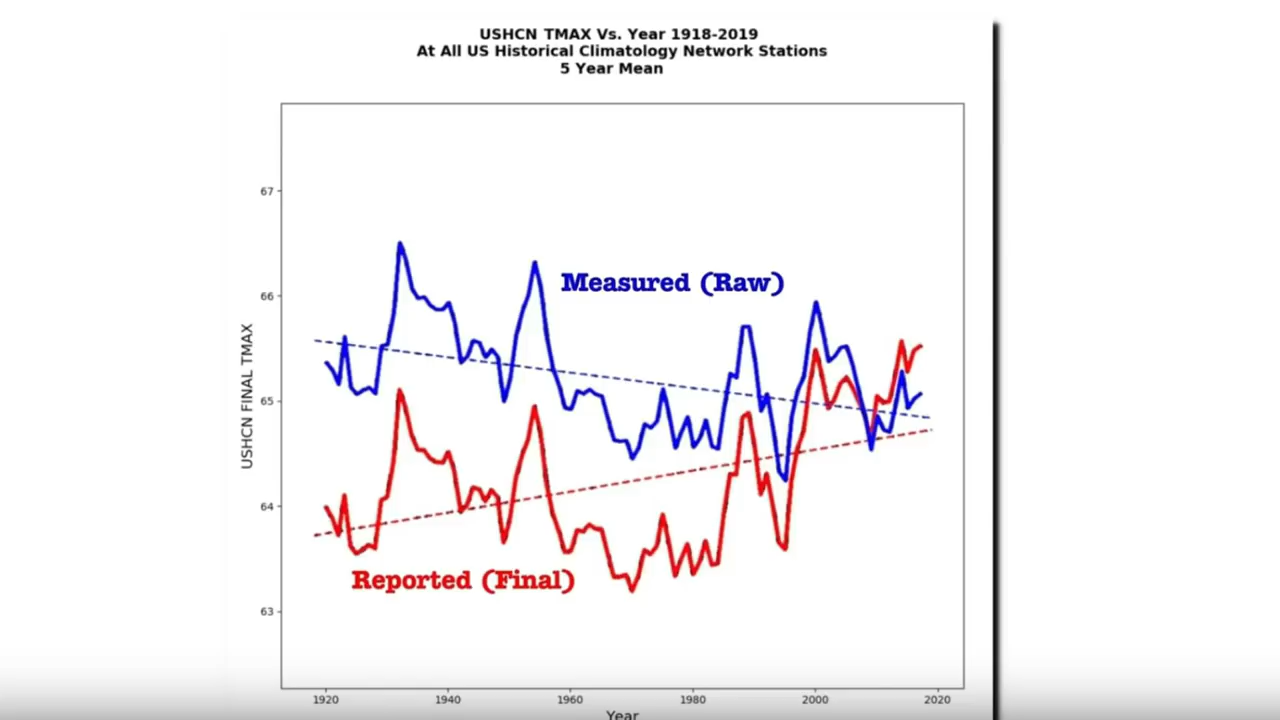 USHCN TMAX Vs. Year 1918-2019
At All US Historical Climatology Network Stations
5 Year Mean
67
66
65
64
63
USHCN FINAL TMAX
Measured (Raw)
Reported (Final)
1920 1940 1960 1980 2000 2020
Year